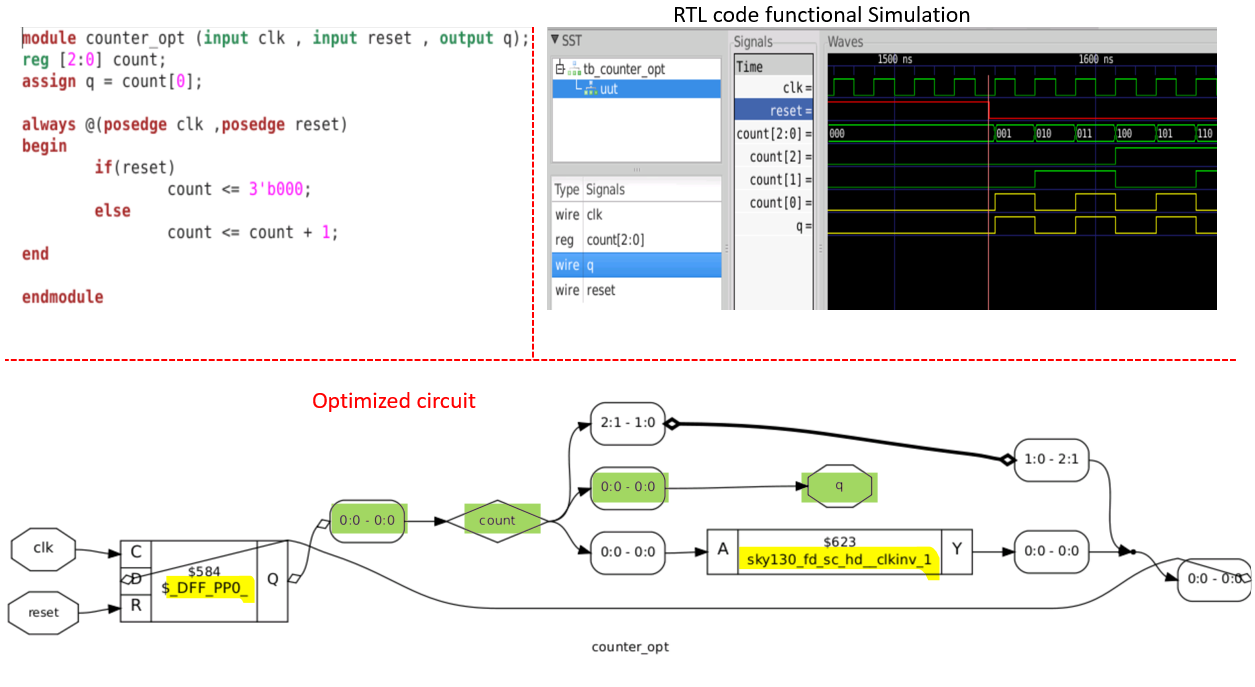 module counter_opt (input clk , input reset , output q);
reg [2:0] count;
assign q = count[0];
always @(posedge clk ,posedge reset)
begin
if(reset)
count <= 3'b000;
else
count <= count + 1;
end
endmodule
RTL code functional Simulation
SST
tb_counter_opt
uut
Type Signals
wire clk
reg count[2:0]
wire q
wire reset
Signals
Time
clk =
reset =
count[2:0] =
count[2] =
count[1] =
count[0] =
q =
Waves
1500 ns 1600 ns
000 001 010 011 100 101 110
Optimized circuit
2:1 - 1:0
1:0 - 2:1
0:0 - 0:0
q
0:0 - 0:0
count
clk
C
$584
D
$_DFF_PP0_
Q
R
reset
0:0 - 0:0
A
$623
sky130_fd_sc_hd__clkinv_1
Y
0:0 - 0:0
0:0 - 0:0
counter_opt